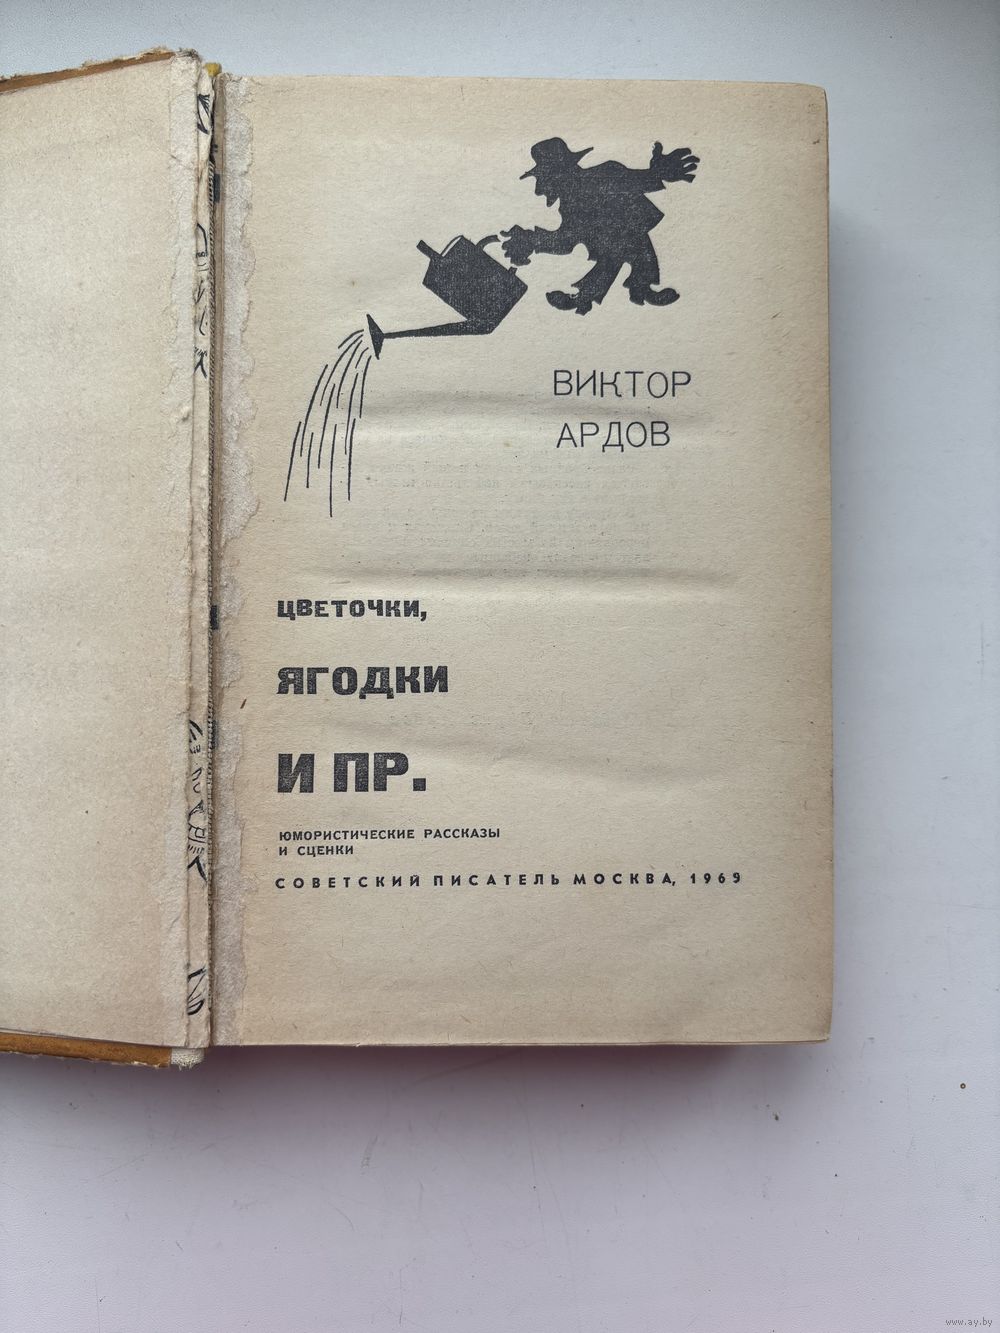 ВИКТОР
АРДОВ
ЦВЕТОЧКИ,
ЯГОДКИ
И ПР.
ЮМОРИСТИЧЕСКИЕ РАССКАЗЫ
И СЦЕНКИ
СОВЕТСКИЙ ПИСАТЕЛЬ МОСКВА, 1969
www.ay.by